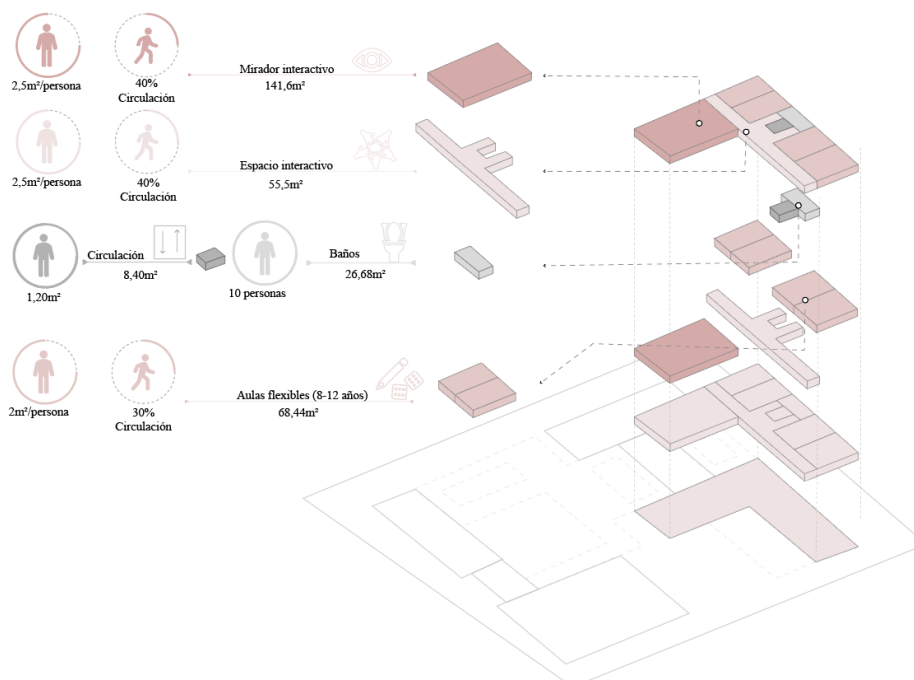 2,5m²/persona
40%
Circulación
Mirador interactivo
141,6m²
2,5m²/persona
40%
Circulación
Espacio interactivo
55,5m²
1,20m²
Circulación
8,40m²
10 personas
Baños
26,68m²
2m²/persona
30%
Circulación
Aulas flexibles (8-12 años)
68,44m²